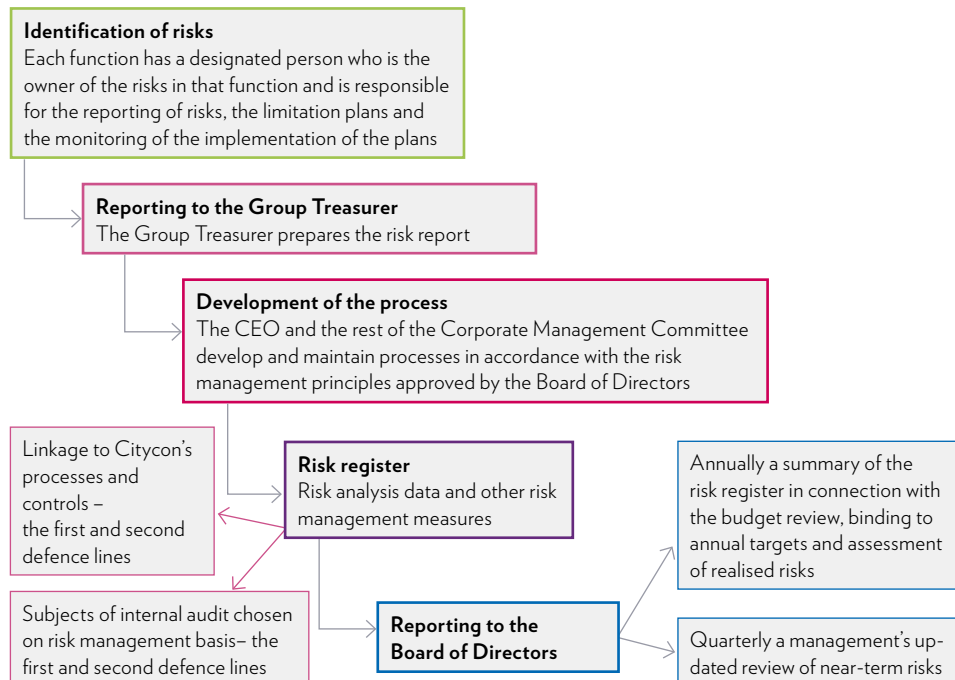 Identification of risks
Each function has a designated person who is the
owner of the risks in that function and is responsible
for the reporting of risks, the limitation plans and
the monitoring of the implementation of the plans
Reporting to the Group Treasurer
The Group Treasurer prepares the risk report
Development of the process
The CEO and the rest of the Corporate Management Committee
develop and maintain processes in accordance with the risk
management principles approved by the Board of Directors
Linkage to Citycon's
processes and
controls –
the first and second
defence lines
Risk register
Risk analysis data and other risk
management measures
Annually a summary of the
risk register in connection with
the budget review, binding to
annual targets and assessment
of realised risks
Subjects of internal audit chosen
on risk management basis– the
first and second defence lines
Reporting to the
Board of Directors
Quarterly a management's up-
dated review of near-term risks